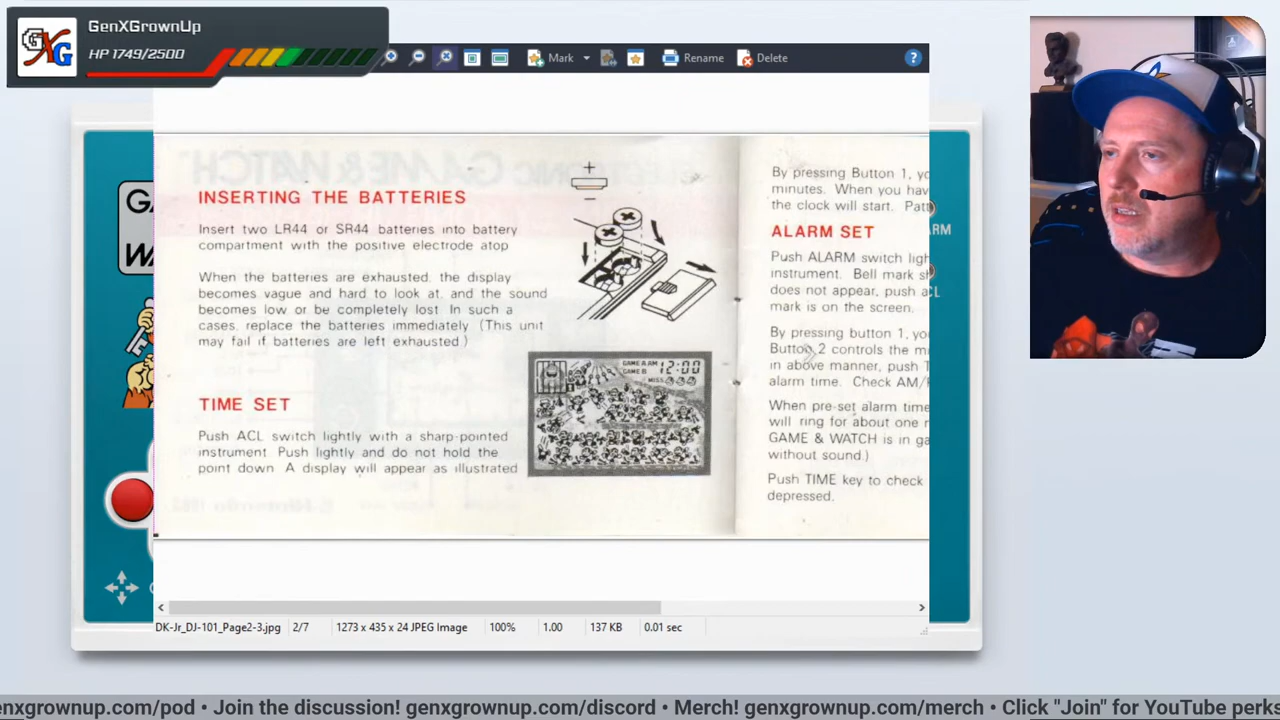 GenXGrownUp
HP 1749/2500
Mark
Rename
Delete
INSERTING THE BATTERIES
Insert two LR44 or SR44 batteries into battery
compartment with the positive electrode atop
When the batteries are exhausted, the display
becomes vague and hard to look at, and the sound
becomes low or be completely lost. In such a
cases, replace the batteries immediately (This unit
may fail if batteries are left exhausted.)
TIME SET
Push ACL switch lightly with a sharp-pointed
instrument. Push lightly and do not hold the
point down. A display will appear as illustrated
GAME A AM 12:00
GAME B
MISS
By pressing Button 1, yo
minutes. When you hav
the clock will start. Patt
ALARM SET
Push ALARM switch ligh
instrument. Bell mark sh
does not appear, push a
mark is on the screen.
By pressing button 1, yo
Button 2 controls the m
in above manner, push T
alarm time. Check AM/
When pre-set alarm time
will ring for about one r
GAME & WATCH is in ga
without sound.)
Push TIME key to check
depressed.
GA
W
ARM
CL
DK-Jr_DJ-101_Page2-3.jpg 2/7 1273 x 435 x 24 JPEG Image 100% 1.00 137 KB 0.01 sec
enxgrownup.com/pod • Join the discussion! genxgrownup.com/discord • Merch! genxgrownup.com/merch • Click "Join" for YouTube perks